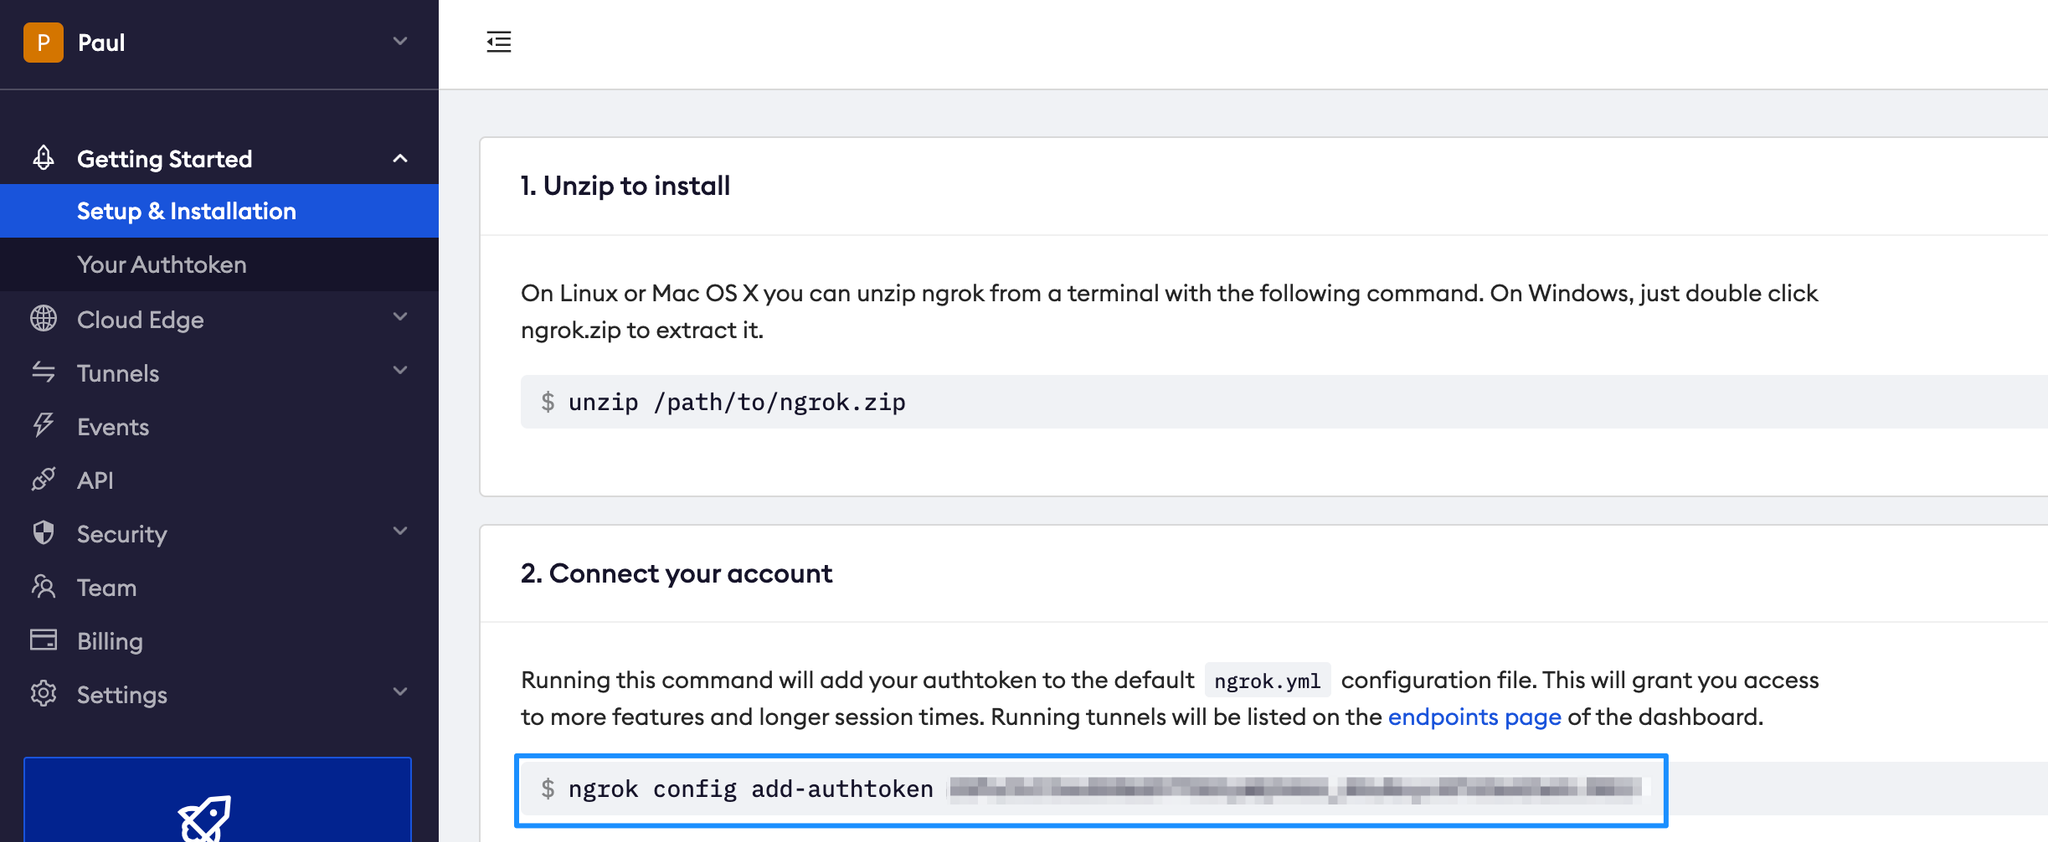 P Paul
Getting Started
Setup & Installation
Your Authtoken
Cloud Edge
Tunnels
Events
API
Security
Team
Billing
Settings
1. Unzip to install
On Linux or Mac OS X you can unzip ngrok from a terminal with the following command. On Windows, just double click
ngrok.zip to extract it.
$ unzip /path/to/ngrok.zip
2. Connect your account
Running this command will add your authtoken to the default ngrok.yml configuration file. This will grant you access
to more features and longer session times. Running tunnels will be listed on the endpoints page of the dashboard.
$ ngrok config add-authtoken